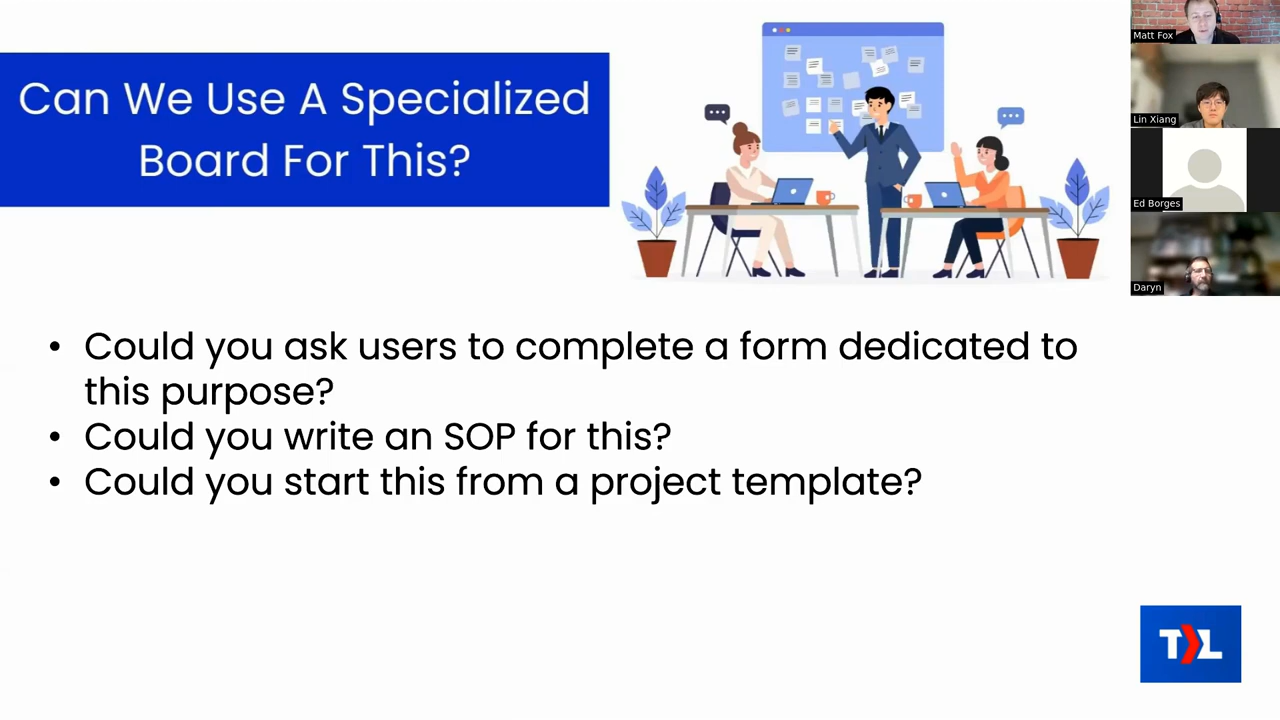 Can We Use A Specialized
Board For This?
• Could you ask users to complete a form dedicated to
this purpose?
• Could you write an SOP for this?
• Could you start this from a project template?
Matt Fox
Lin Xiang
Ed Borges
Daryn
TL